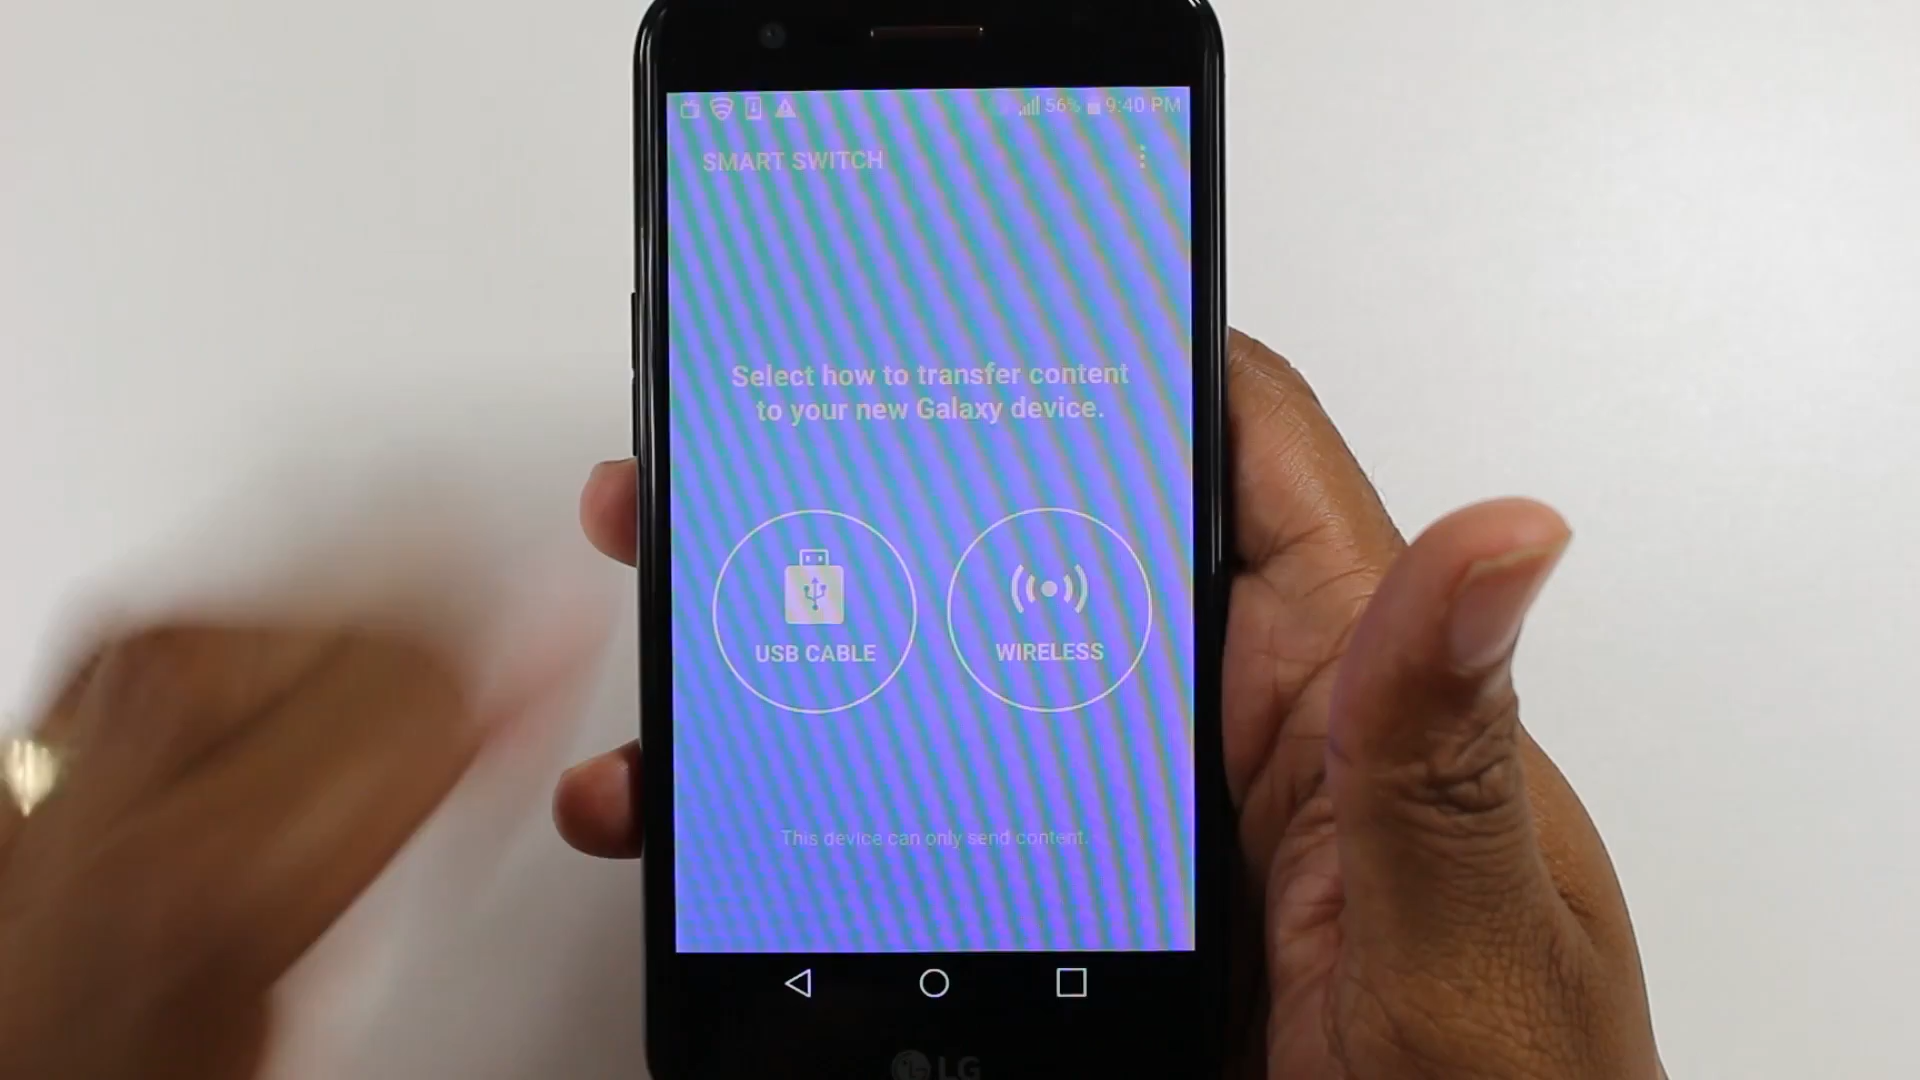 56% 9:40 PM
SMART SWITCH
Select how to transfer content
to your new Galaxy device.
USB CABLE
WIRELESS
This device can only send content.
LG